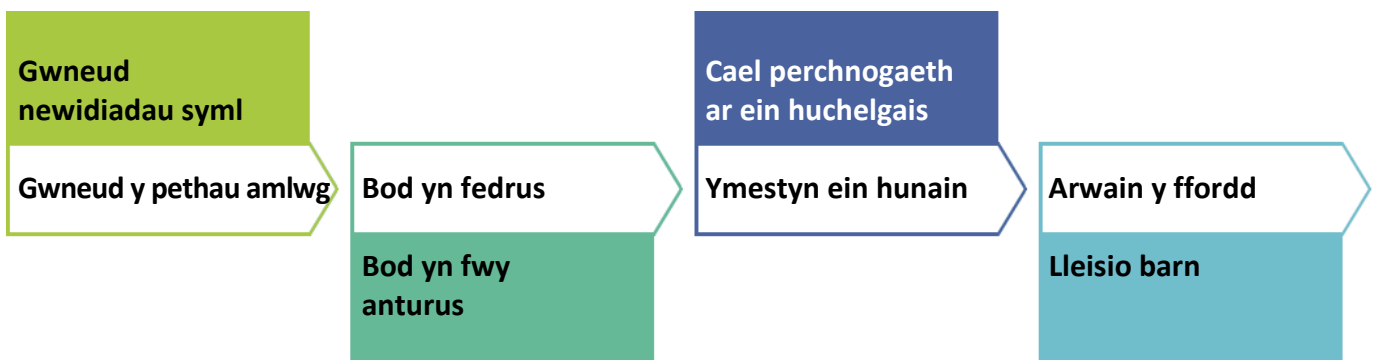 Gwneud
newidiadau syml
Gwneud y pethau amlwg
Bod yn fedrus
Bod yn fwy
anturus
Cael perchnogaeth
ar ein huchelgais
Ymestyn ein hunain
Arwain y ffordd
Lleisio barn